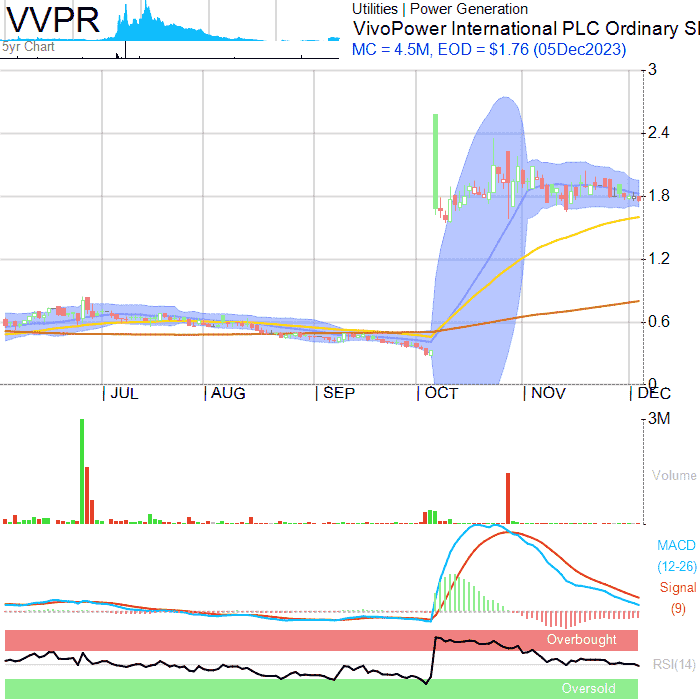 VVPR
5yr Chart
Utilities | Power Generation
VivoPower International PLC Ordinary Sl
MC = 4.5M, EOD = $1.76 (05Dec2023)
3
2.4
1.8
1.2
0.6
0
JUL AUG SEP OCT NOV DEC
3M
Volume
MACD
(12-26)
Signal
(9)
Overbought
RSI(14)
Oversold